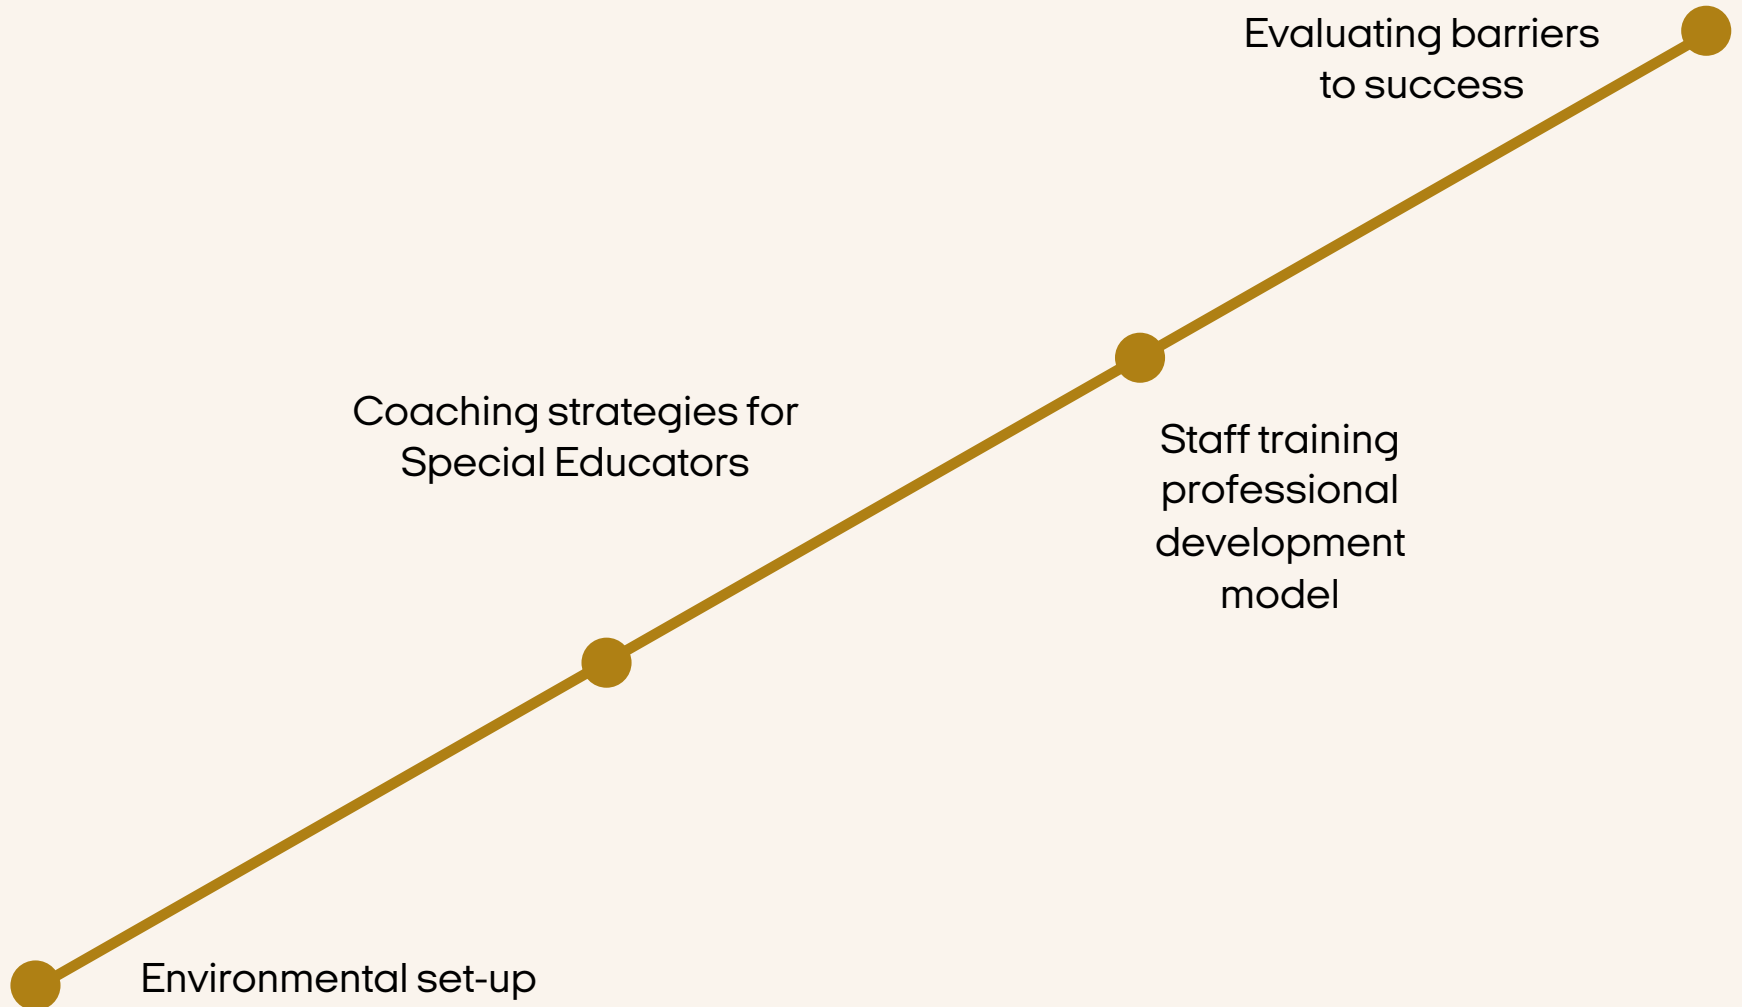 Evaluating barriers
to success
Coaching strategies for
Special Educators
Staff training
professional
development
model
Environmental set-up